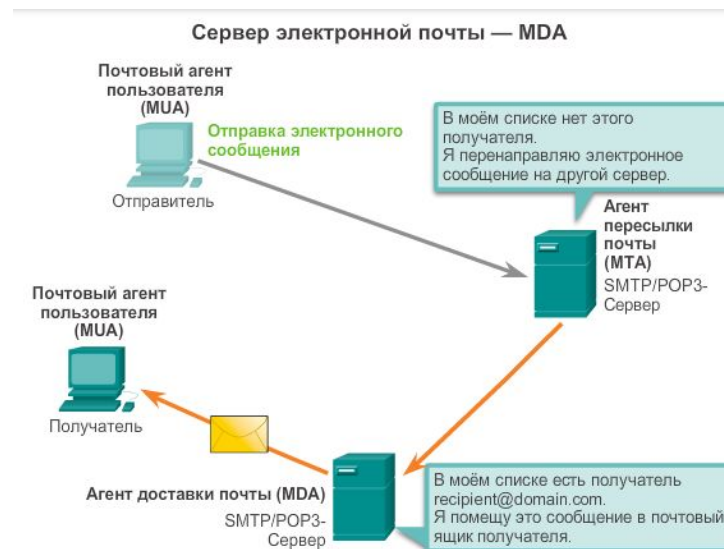 Сервер электронной почты — MDA
Почтовый агент
пользователя
(MUA)
Отправка электронного
сообщения
Отправитель
В моём списке нет этого
получателя.
Я перенаправляю электронное
сообщение на другой сервер.
Агент
пересылки
почты
(MTA)
SMTP/POP3-
Сервер
Почтовый агент
пользователя
(MUA)
Получатель
Агент доставки почты (MDA)
SMTP/POP3-
Сервер
В моём списке есть получатель
recipient@domain.com.
Я помещу это сообщение в почтовый
ящик получателя.